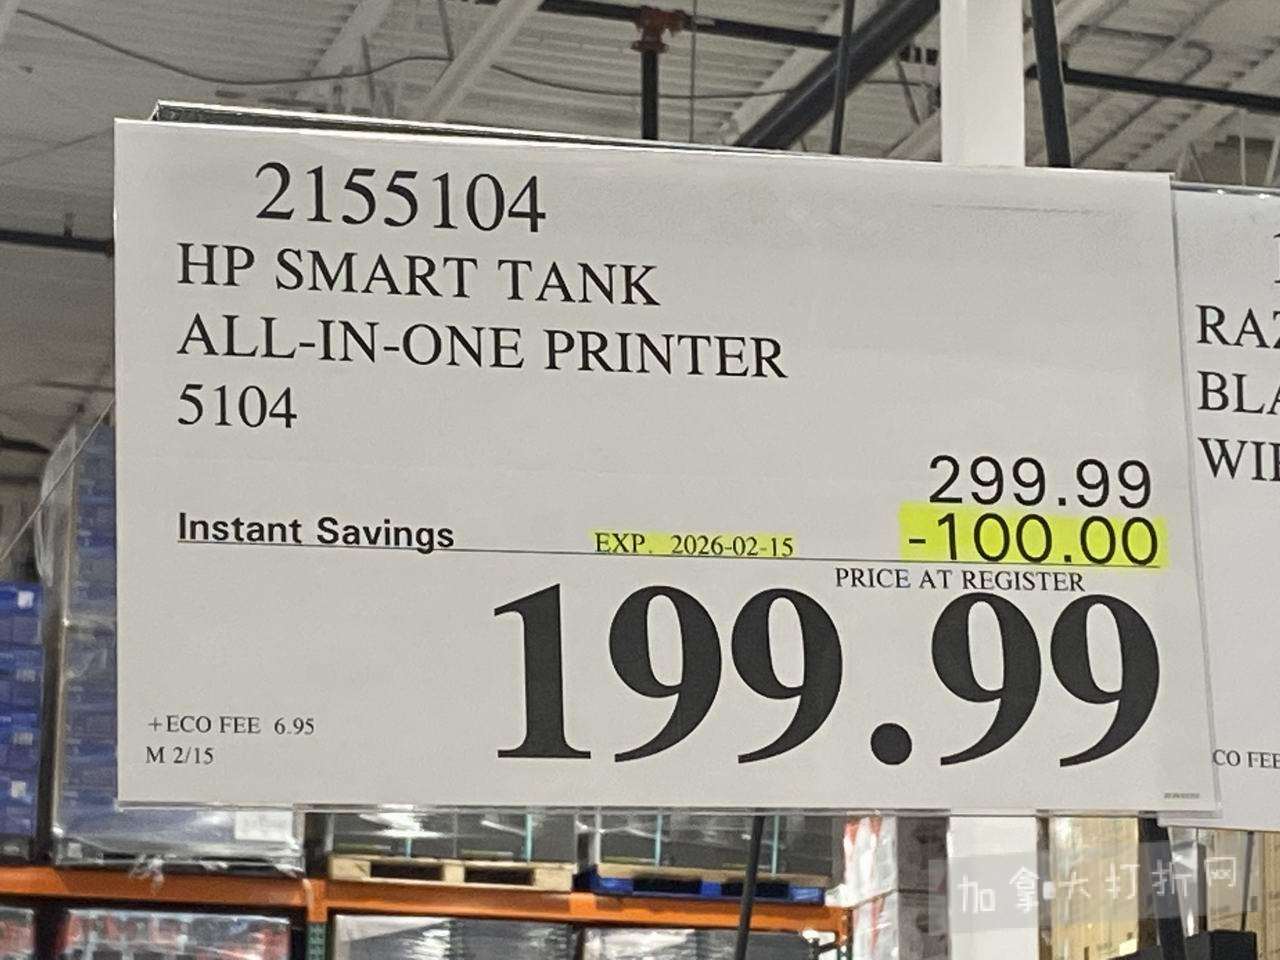 2155104
HP SMART TANK
ALL-IN-ONE PRINTER
5104
299.99
Instant Savings EXP. 2026-02-15 -100.00
PRICE AT REGISTER
199.99
+ECO FEE 6.95
M 2/15
RAZ
BLA
WI
CO FEE
加拿大打折网